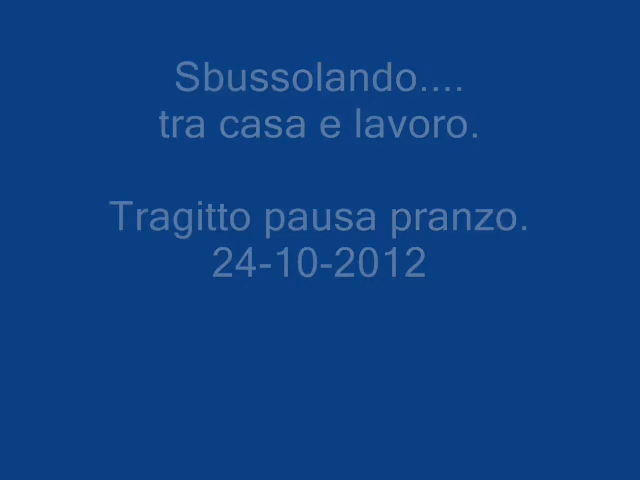 Sbussolando....
tra casa e lavoro.
Tragitto pausa pranzo.
24-10-2012